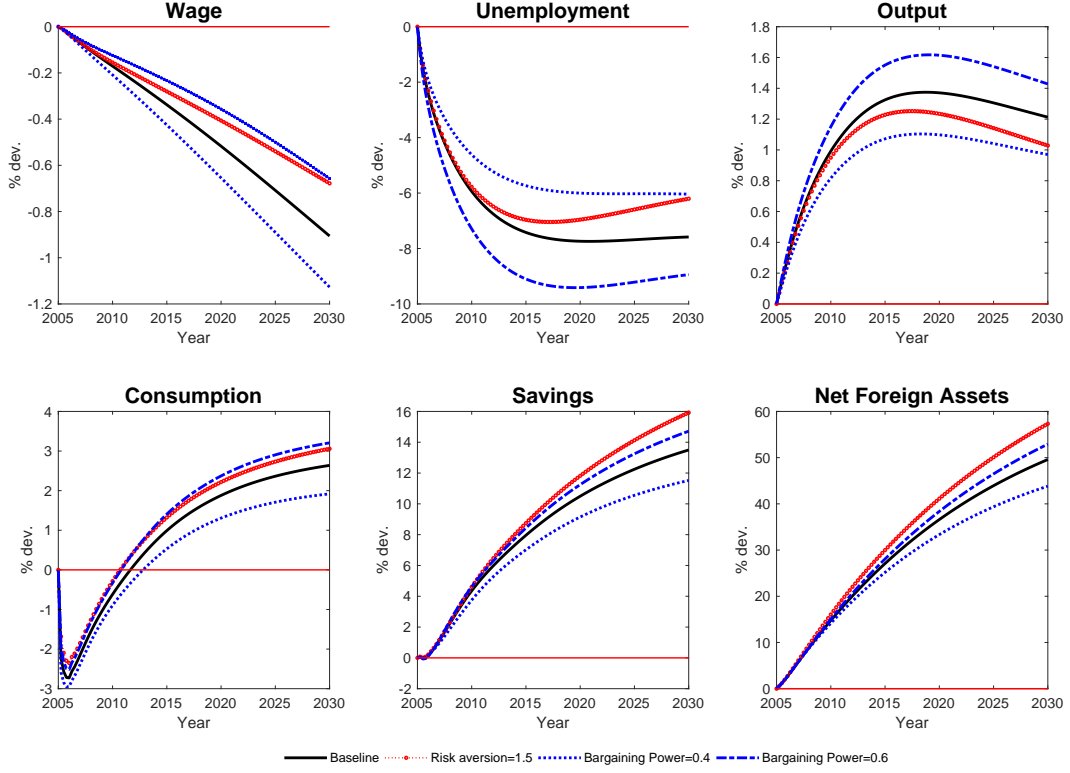 Wage
Unemployment
Output
% dev.
0
-0.2
-0.4
-0.6
-0.8
-1
-1.2
2005 2010 2015 2020 2025 2030
Year
% dev.
0
-2
-4
-6
-8
-10
2005 2010 2015 2020 2025 2030
Year
% dev.
1.8
1.6
1.4
1.2
1
0.8
0.6
0.4
0.2
0
2005 2010 2015 2020 2025 2030
Year
Consumption
Savings
Net Foreign Assets
% dev.
4
3
2
1
0
-1
-2
-3
2005 2010 2015 2020 2025 2030
Year
% dev.
16
14
12
10
8
6
4
2
0
-2
2005 2010 2015 2020 2025 2030
Year
% dev.
60
50
40
30
20
10
0
2005 2010 2015 2020 2025 2030
Year
Baseline Risk aversion=1.5 Bargaining Power=0.4 Bargaining Power=0.6